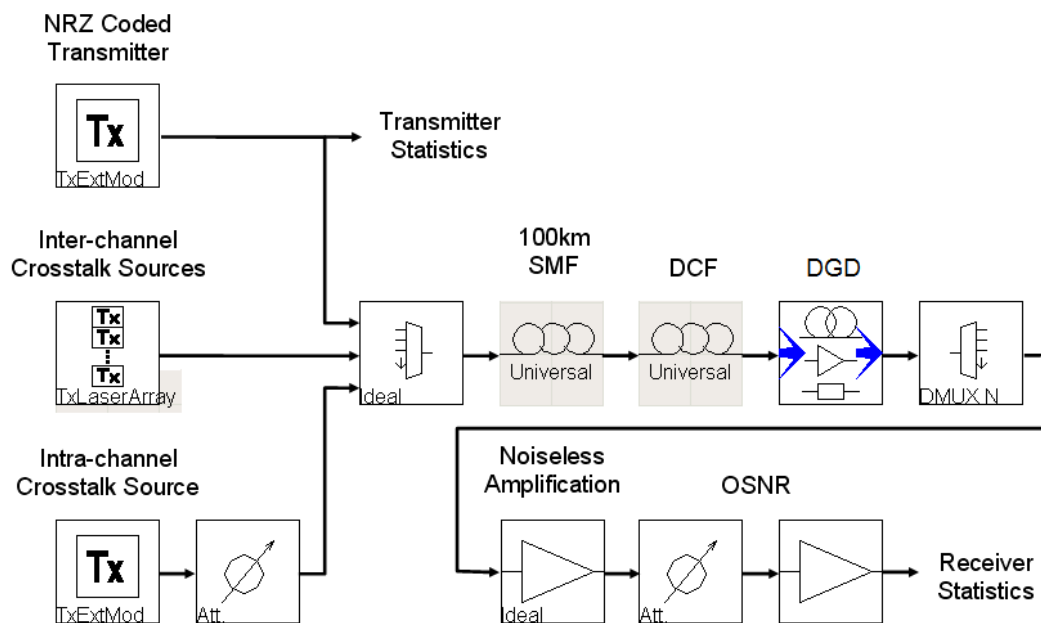 NRZ Coded
Transmitter
Tx
TxExtMod
Transmitter
Statistics
Inter-channel
Crosstalk Sources
Tx
Tx
Tx
TxLaserArray
Ideal
100km
SMF
Universal
DCF
Universal
DGD
DMUX N
Intra-channel
Crosstalk Source
Tx
TxExtMod
Att.
Noiseless
Amplification
Ideal
OSNR
Att.
Receiver
Statistics